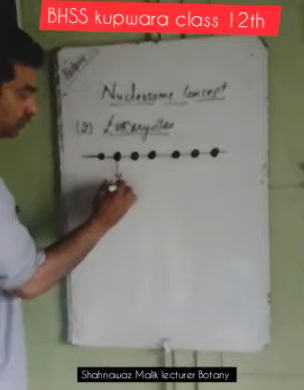 BHSS kupwara class 12th
Nucleosome Concept
(2) Eukaryotes
Shahnawaz Malik lecturer Botany